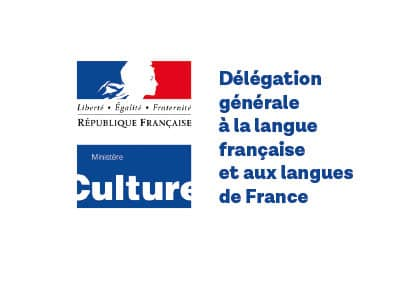 Liberté • Égalité • Fraternité
RÉPUBLIQUE FRANÇAISE
Ministère
Culture
Délégation
générale
à la langue
française
et aux langues
de France